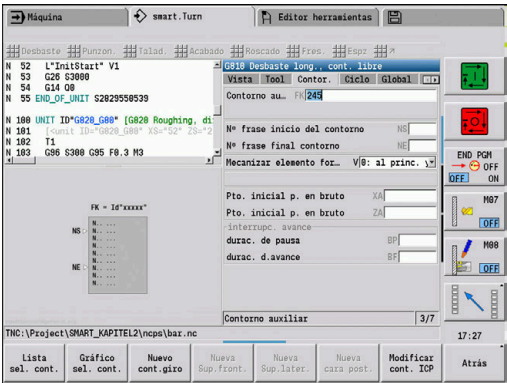 Máquina
smart.Turn
Editor herramientas
Desbaste Punzon. Talad. Acabado Roscado Fres. Espz
N 52 L"InitStart" V1
N 53 G26 S3000
N 54 G14 Q0
N 55 END_OF_UNIT S2829550539
N 100 UNIT ID"G820_G80" [G820 Roughing, di
N 101 [<unit ID="G820_G80" XS="52" ZS="2
N 102 T1
N 103 G96 S300 G95 F0.3 M3
G810 Desbaste long., cont. libre
Vista Tool Contor. Ciclo Global
Contorno au… FK 245
Nº frase inicio del contorno NS
Nº frase final contorno NE
Mecanizar elemento for… V 0: al princ. y
Pto. inicial p. en bruto XA
Pto. inicial p. en bruto ZA
interrupc. avance
durac. de pausa BP
durac. d.avance BF
Contorno auxiliar 3/7
FK = Id"xxxxx"
NS
N.. ...
N.. ...
N.. ...
N.. ...
NE
N.. ...
N.. ...
TNC:\Project\SMART_KAPITEL2\ncps\bar.nc
END PGM
OFF
OFF ON
M07
OFF
M08
OFF
17:27
Lista sel. cont.
Gráfico sel. cont.
Nuevo cont.giro
Nueva Sup.front.
Nueva Sup.later.
Nueva cara post.
Modificar cont. ICP
Atrás